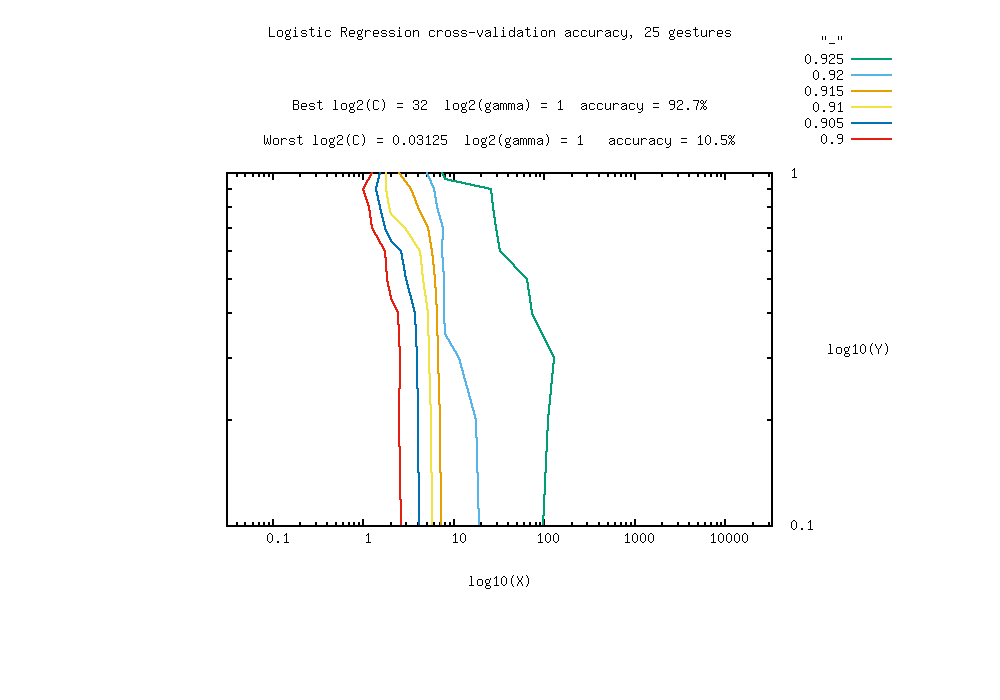 Logistic Regression cross-validation accuracy, 25 gestures
"_"
0.925
0.92
0.915
0.91
0.905
0.9
Best log2(C) = 32  log2(gamma) = 1  accuracy = 92.7%
Worst log2(C) = 0.03125  log2(gamma) = 1   accuracy = 10.5%
1
log10(Y)
0.1
0.1 1 10 100 1000 10000
log10(X)